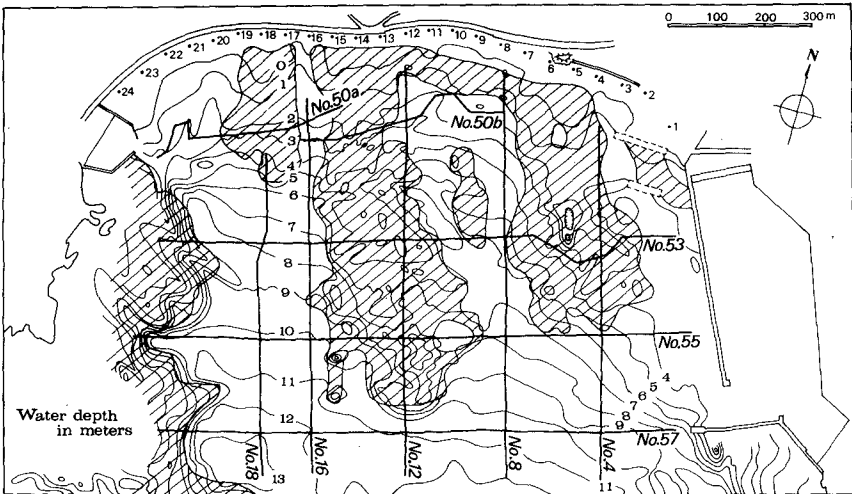 0 100 200 300 m
N
•24 •23 •22 •21 •20 •19 •18 •17 •16 •15 •14 •13 •12 •11 •10 •9 •8 •7 •6 •5 •4 •3 •2 •1
0
1
2
3
4
5
6
7
8
9
10
11
12
13
No.50a
No.50b
No.53
No.55
No.57
4
5
6
7
8
9
11
Water depth
in meters
No.18
No.16
No.12
No.8
No.4